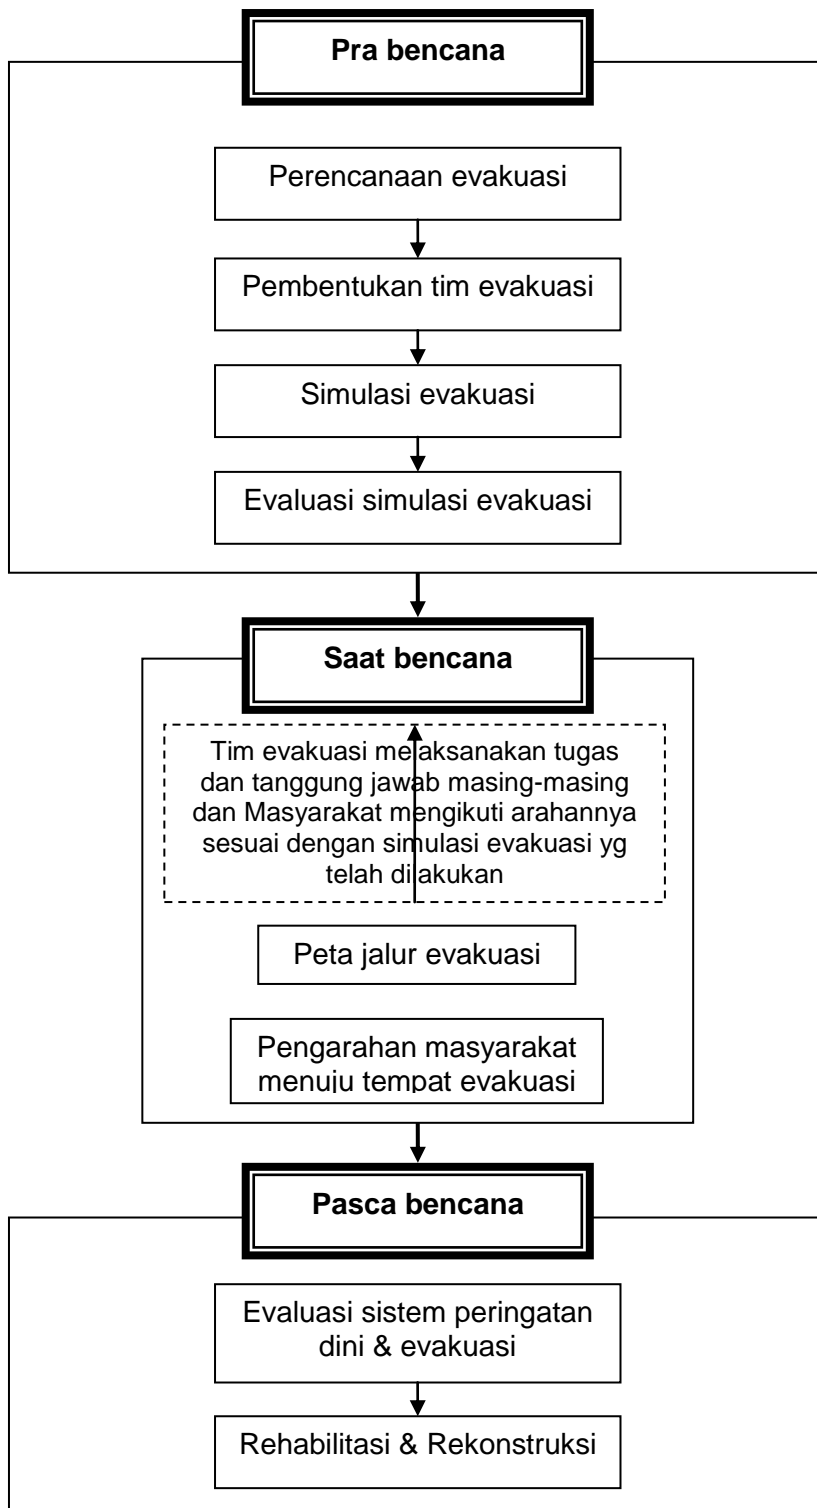 Pra bencana
Perencanaan evakuasi
Pembentukan tim evakuasi
Simulasi evakuasi
Evaluasi simulasi evakuasi
Saat bencana
Tim evakuasi melaksanakan tugas
dan tanggung jawab masing-masing
dan Masyarakat mengikuti arahannya
sesuai dengan simulasi evakuasi yg
telah dilakukan
Peta jalur evakuasi
Pengarahan masyarakat
menuju tempat evakuasi
Pasca bencana
Evaluasi sistem peringatan
dini & evakuasi
Rehabilitasi & Rekonstruksi